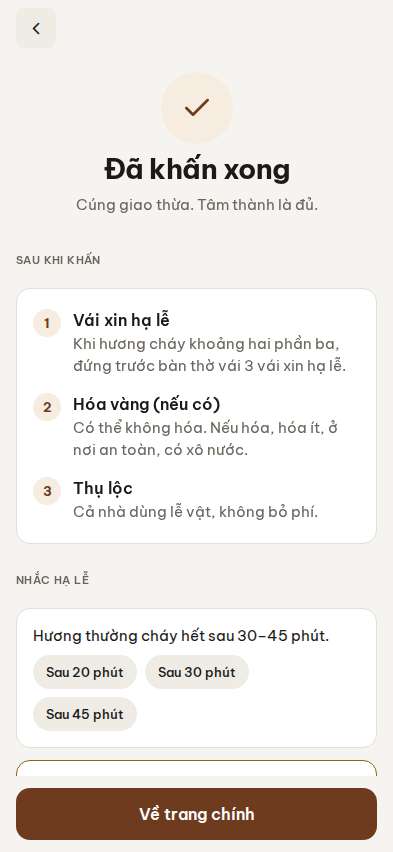 Đã khấn xong
Cúng giao thừa. Tâm thành là đủ.
SAU KHI KHẤN
1 Vái xin hạ lễ
Khi hương cháy khoảng hai phần ba,
đứng trước bàn thờ vái 3 vái xin hạ lễ.
2 Hóa vàng (nếu có)
Có thể không hóa. Nếu hóa, hóa ít, ở
nơi an toàn, có xô nước.
3 Thụ lộc
Cả nhà dùng lễ vật, không bỏ phí.
NHẮC HẠ LỄ
Hương thường cháy hết sau 30–45 phút.
Sau 20 phút Sau 30 phút
Sau 45 phút
Về trang chính